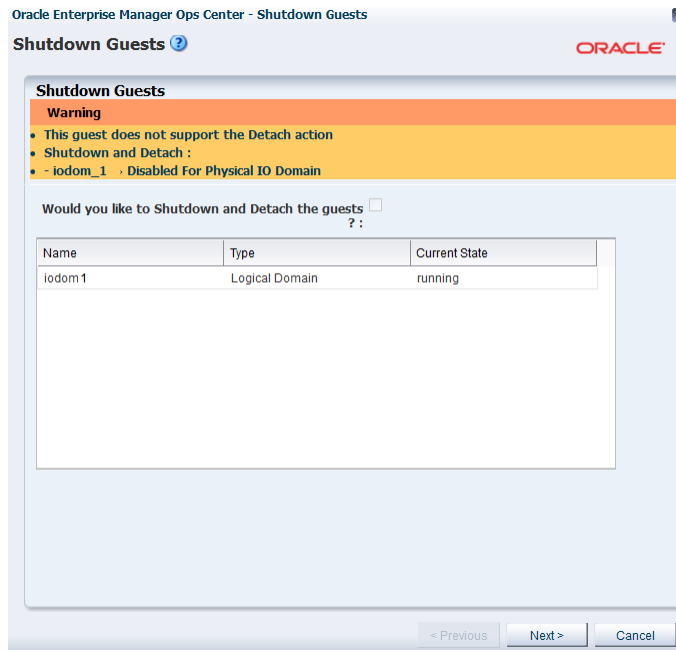 Oracle Enterprise Manager Ops Center - Shutdown Guests
Shutdown Guests ?
ORACLE
Shutdown Guests
Warning
• This guest does not support the Detach action
• Shutdown and Detach :
• - iodom_1 › Disabled For Physical IO Domain
Would you like to Shutdown and Detach the guests
? :
Name Type Current State
iodom1 Logical Domain running
< Previous Next > Cancel